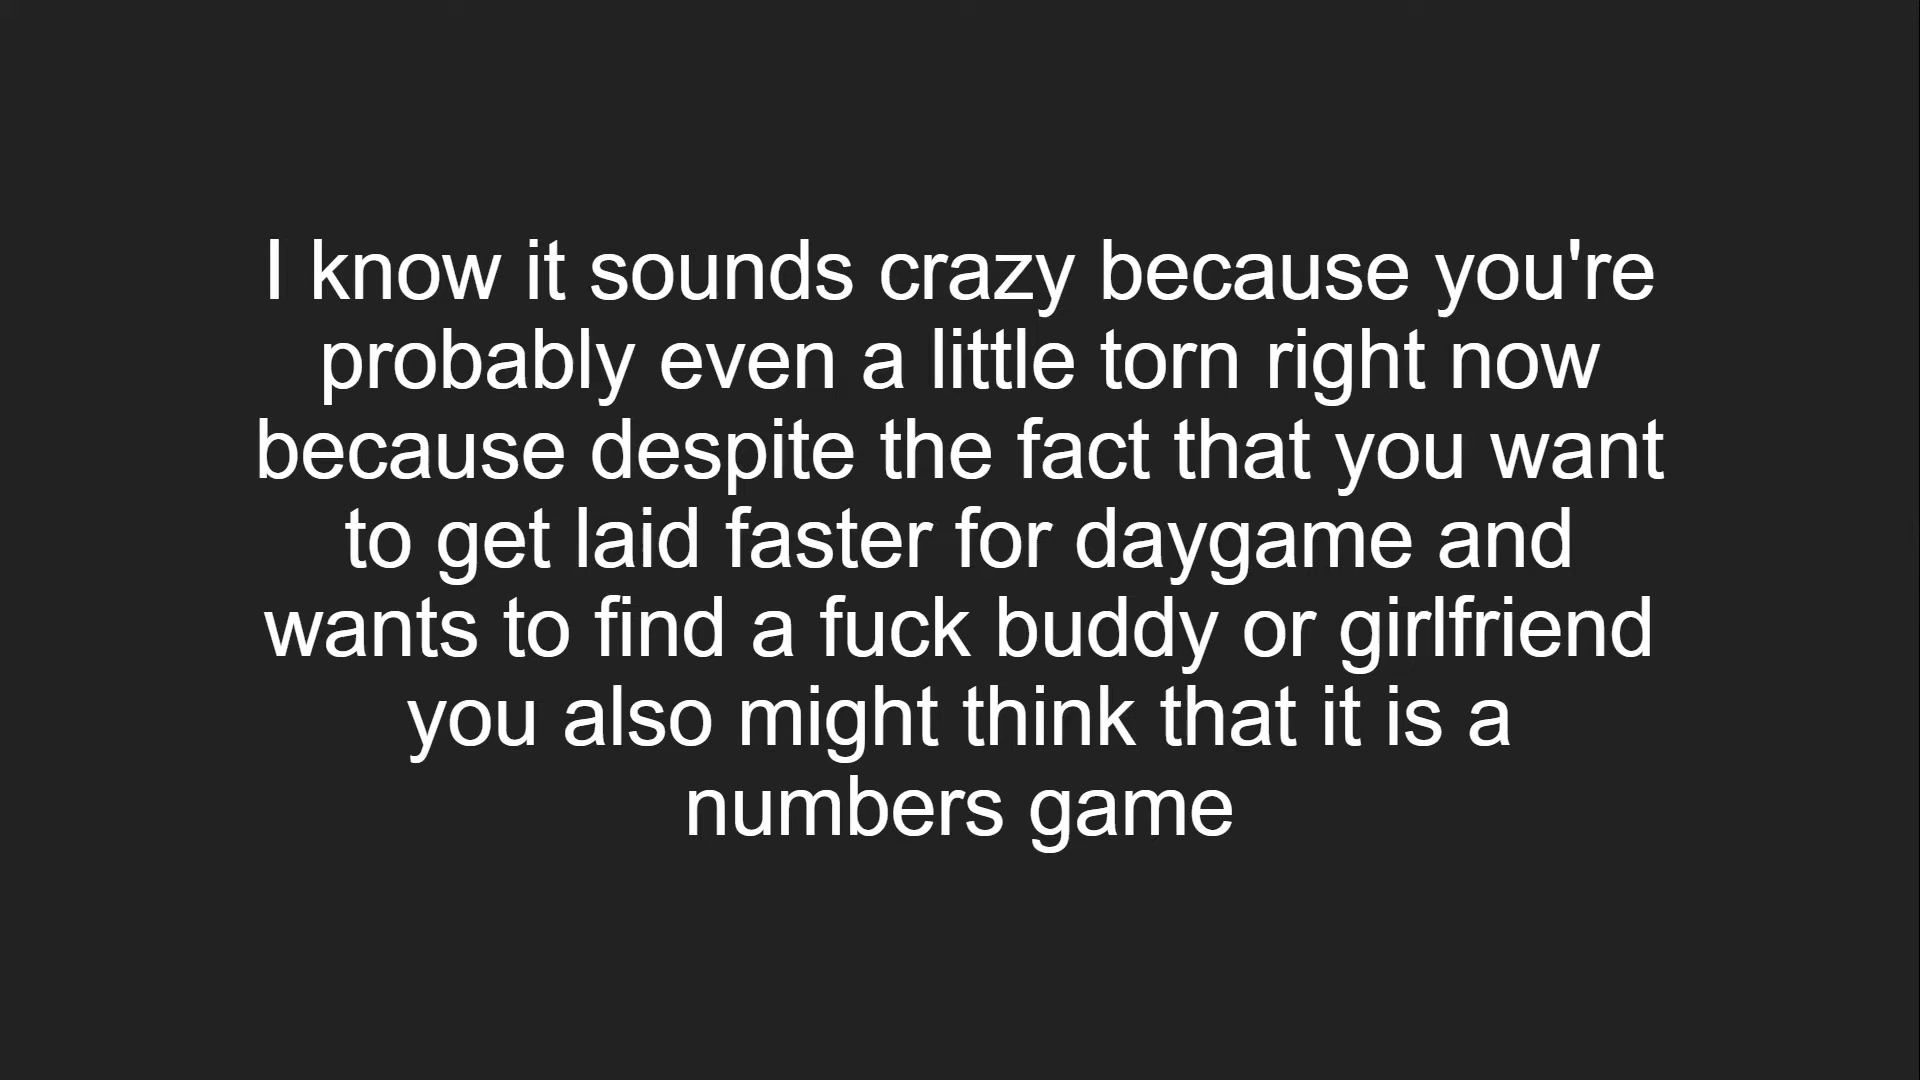 I know it sounds crazy because you're
probably even a little torn right now
because despite the fact that you want
to get laid faster for daygame and
wants to find a fuck buddy or girlfriend
you also might think that it is a
numbers game